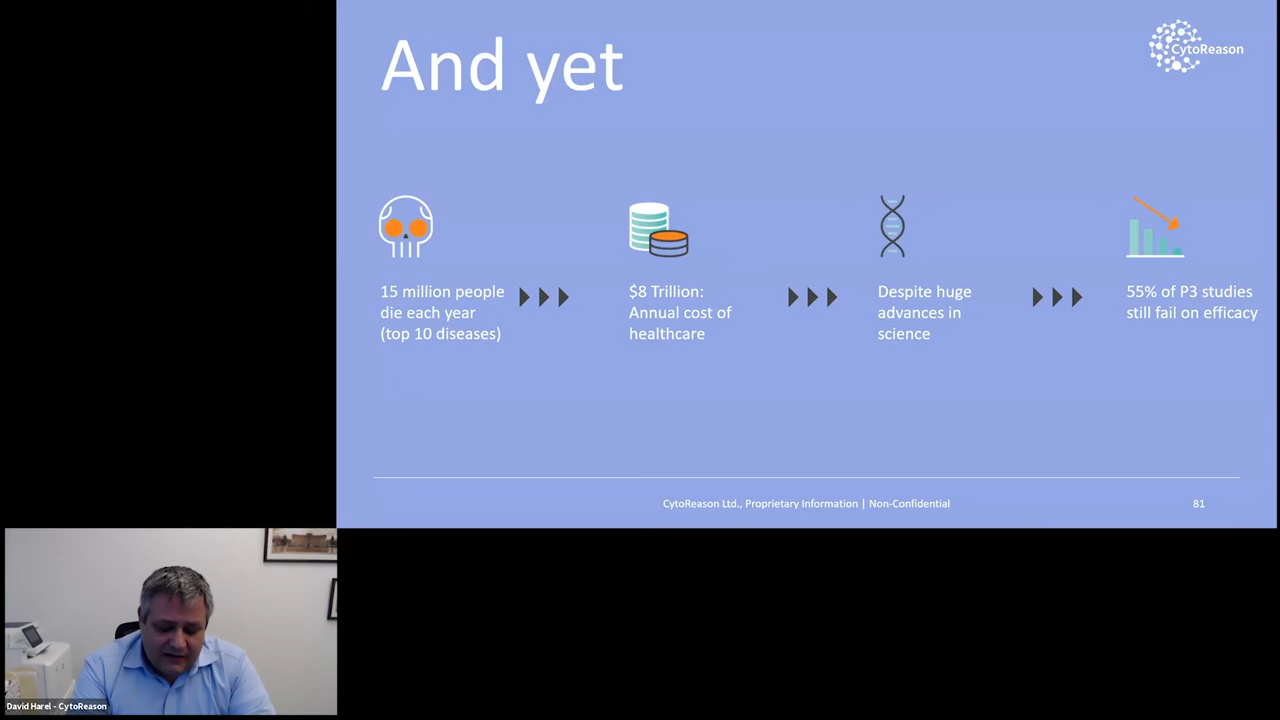 And yet
CytoReason
15 million people
die each year
(top 10 diseases)
$8 Trillion:
Annual cost of
healthcare
Despite huge
advances in
science
55% of P3 studies
still fail on efficacy
CytoReason Ltd., Proprietary Information | Non-Confidential
81
David Harel - CytoReason